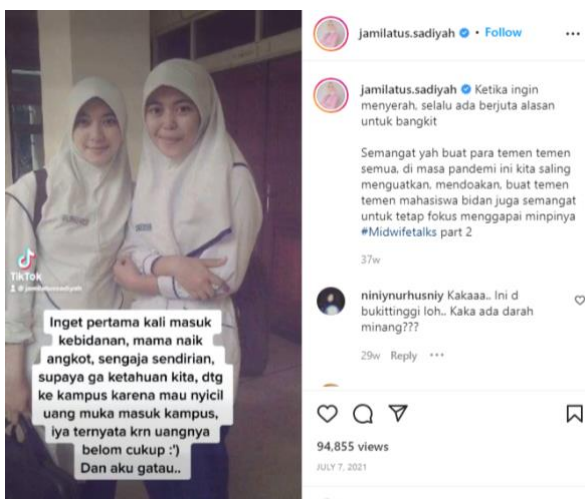 jamilatus.sadiyah • Follow
jamilatus.sadiyah Ketika ingin
menyerah, selalu ada berjuta alasan
untuk bangkit
Semangat yah buat para temen temen
semua, di masa pandemi ini kita saling
menguatkan, mendoakan, buat temen
temen mahasiswa bidan juga semangat
untuk tetap fokus menggapai minpinya
#Midwifetalks part 2
37w
niniynurhusniy Kakaaa.. Ini d
bukittinggi loh.. Kaka ada darah
minang???
29w Reply
94,855 views
JULY 7, 2021
TikTok
@jamilatussadiyah
Inget pertama kali masuk
kebidanan, mama naik
angkot, sengaja sendirian,
supaya ga ketahuan kita, dtg
ke kampus karena mau nyicil
uang muka masuk kampus,
iya ternyata krn uangnya
belom cukup :')
Dan aku gatau..